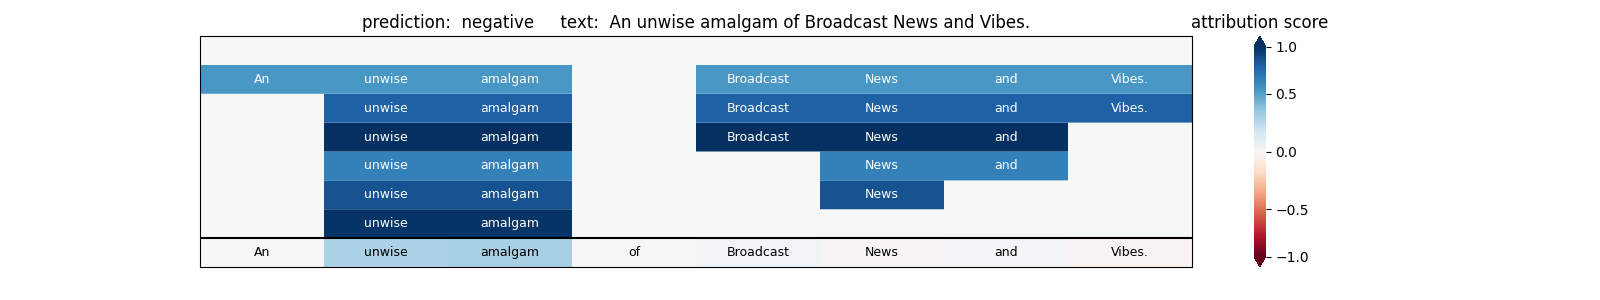 prediction:  negative      text:  An unwise amalgam of Broadcast News and Vibes.
attribution score
An unwise amalgam Broadcast News and Vibes.
unwise amalgam Broadcast News and Vibes.
unwise amalgam Broadcast News and
unwise amalgam News and
unwise amalgam News
unwise amalgam
An unwise amalgam of Broadcast News and Vibes.
1.0
0.5
0.0
−0.5
−1.0